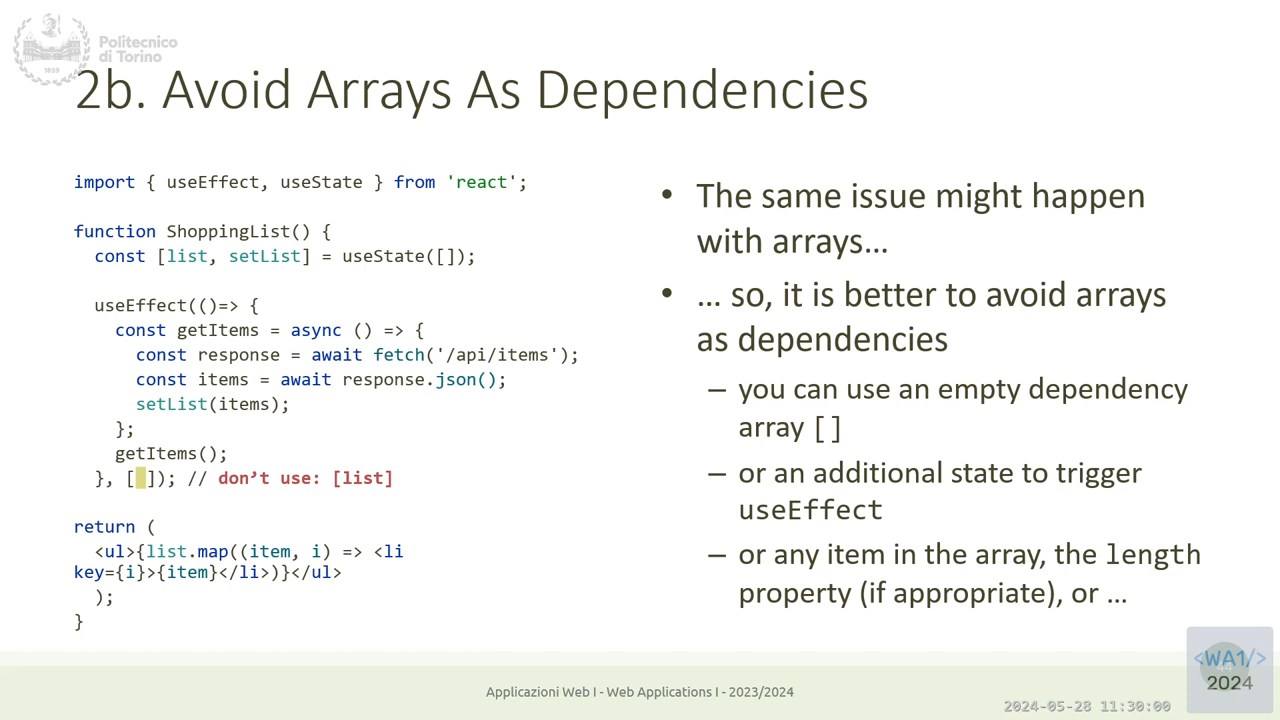 Politecnico
di Torino
1859
2b. Avoid Arrays As Dependencies
import { useEffect, useState } from 'react';
function ShoppingList() {
const [list, setList] = useState([]);
useEffect(()=> {
const getItems = async () => {
const response = await fetch('/api/items');
const items = await response.json();
setList(items);
};
getItems();
}, [ ]); // don’t use: [list]
return (
<ul>{list.map((item, i) => <li
key={i}>{item}</li>)}</ul>
);
}
• The same issue might happen
with arrays…
• … so, it is better to avoid arrays
as dependencies
– you can use an empty dependency
array []
– or an additional state to trigger
useEffect
– or any item in the array, the length
property (if appropriate), or …
Applicazioni Web I - Web Applications I - 2023/2024
<WA1/>
2024
2024-05-28 11:30:00